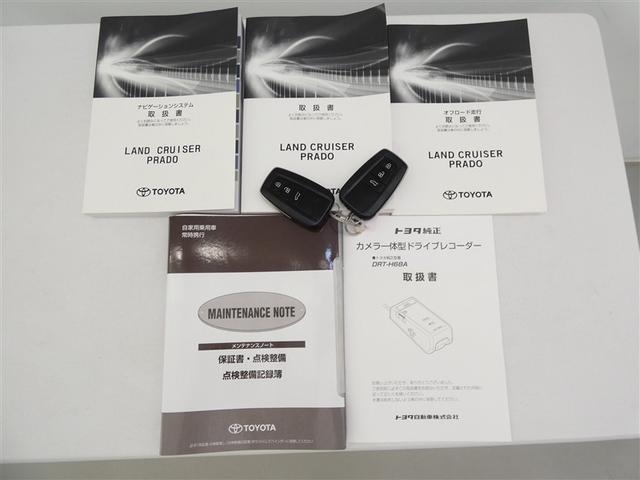 ナビゲーションシステム
取扱書
LAND CRUISER
PRADO
TOYOTA
取扱書
LAND CRUISER
PRADO
TOYOTA
オフロード走行
取扱書
LAND CRUISER
PRADO
TOYOTA
自家用乗用車
常時携行
MAINTENANCE NOTE
メンテナンスノート
保証書・点検整備
点検整備記録簿
TOYOTA
トヨタ純正
カメラ一体型ドライブレコーダー
DRT-H68A
取扱書
トヨタ自動車株式会社